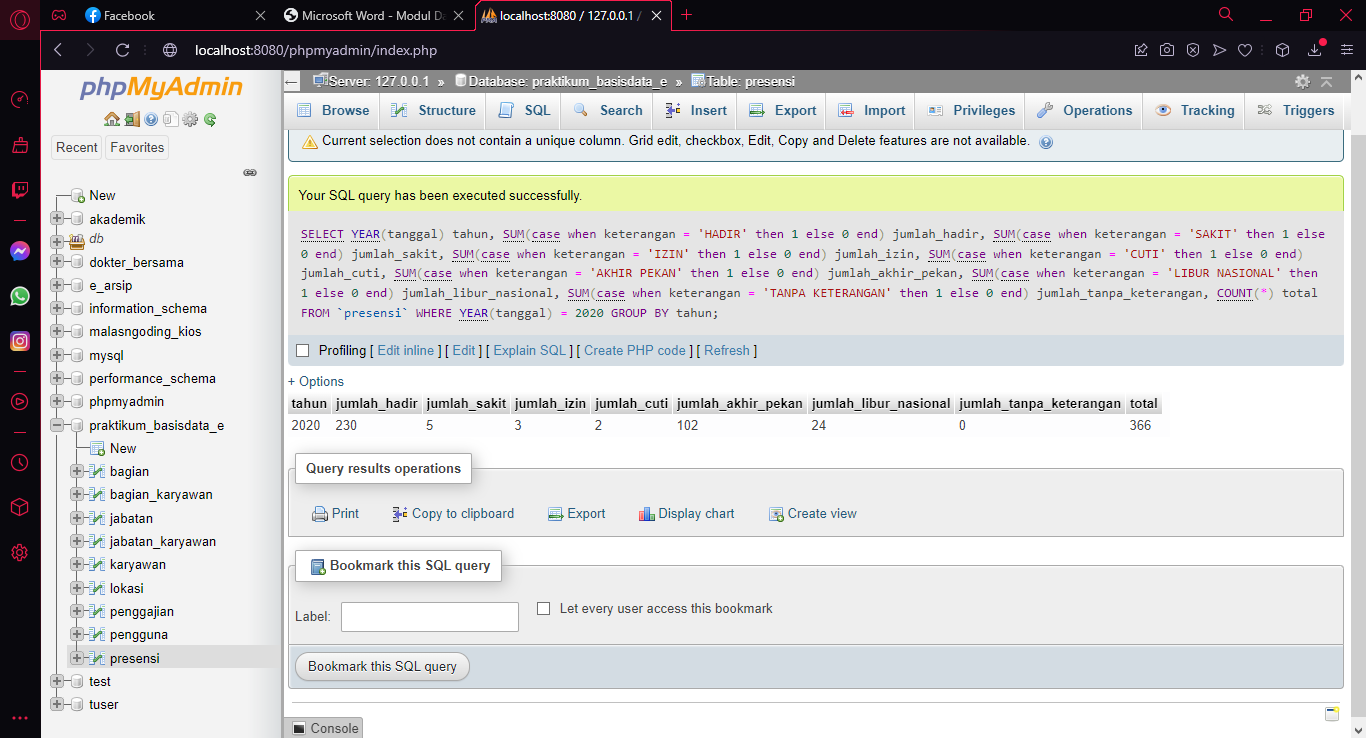 Facebook
Microsoft Word - Modul Da
localhost:8080 / 127.0.0.1 /
localhost:8080/phpmyadmin/index.php
phpMyAdmin
Recent
Favorites
New
akademik
db
dokter_bersama
e_arsip
information_schema
malasngoding_kios
mysql
performance_schema
phpmyadmin
praktikum_basisdata_e
New
bagian
bagian_karyawan
jabatan
jabatan_karyawan
karyawan
lokasi
penggajian
pengguna
presensi
test
tuser
Server: 127.0.0.1 » Database: praktikum_basisdata_e » Table: presensi
Browse Structure SQL Search Insert Export Import Privileges Operations Tracking Triggers
Current selection does not contain a unique column. Grid edit, checkbox, Edit, Copy and Delete features are not available.
Your SQL query has been executed successfully.
SELECT YEAR(tanggal) tahun, SUM(case when keterangan = 'HADIR' then 1 else 0 end) jumlah_hadir, SUM(case when keterangan = 'SAKIT' then 1 else
0 end) jumlah_sakit, SUM(case when keterangan = 'IZIN' then 1 else 0 end) jumlah_izin, SUM(case when keterangan = 'CUTI' then 1 else 0 end)
jumlah_cuti, SUM(case when keterangan = 'AKHIR PEKAN' then 1 else 0 end) jumlah_akhir_pekan, SUM(case when keterangan = 'LIBUR NASIONAL' then
1 else 0 end) jumlah_libur_nasional, SUM(case when keterangan = 'TANPA KETERANGAN' then 1 else 0 end) jumlah_tanpa_keterangan, COUNT(*) total
FROM `presensi` WHERE YEAR(tanggal) = 2020 GROUP BY tahun;
Profiling [ Edit inline ] [ Edit ] [ Explain SQL ] [ Create PHP code ] [ Refresh ]
+ Options
tahun jumlah_hadir jumlah_sakit jumlah_izin jumlah_cuti jumlah_akhir_pekan jumlah_libur_nasional jumlah_tanpa_keterangan total
2020 230 5 3 2 102 24 0 366
Query results operations
Print Copy to clipboard Export Display chart Create view
Bookmark this SQL query
Label: Let every user access this bookmark
Bookmark this SQL query
Console